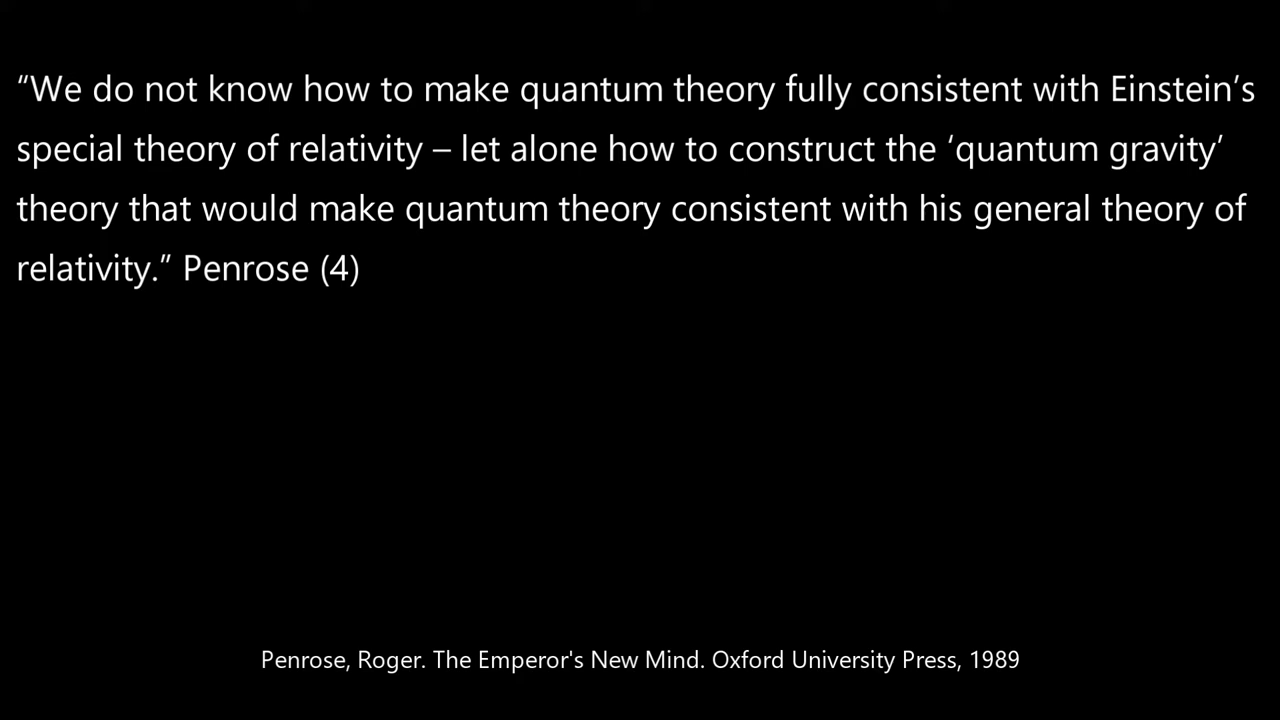 “We do not know how to make quantum theory fully consistent with Einstein’s
special theory of relativity – let alone how to construct the ‘quantum gravity’
theory that would make quantum theory consistent with his general theory of
relativity.” Penrose (4)
Penrose, Roger. The Emperor's New Mind. Oxford University Press, 1989